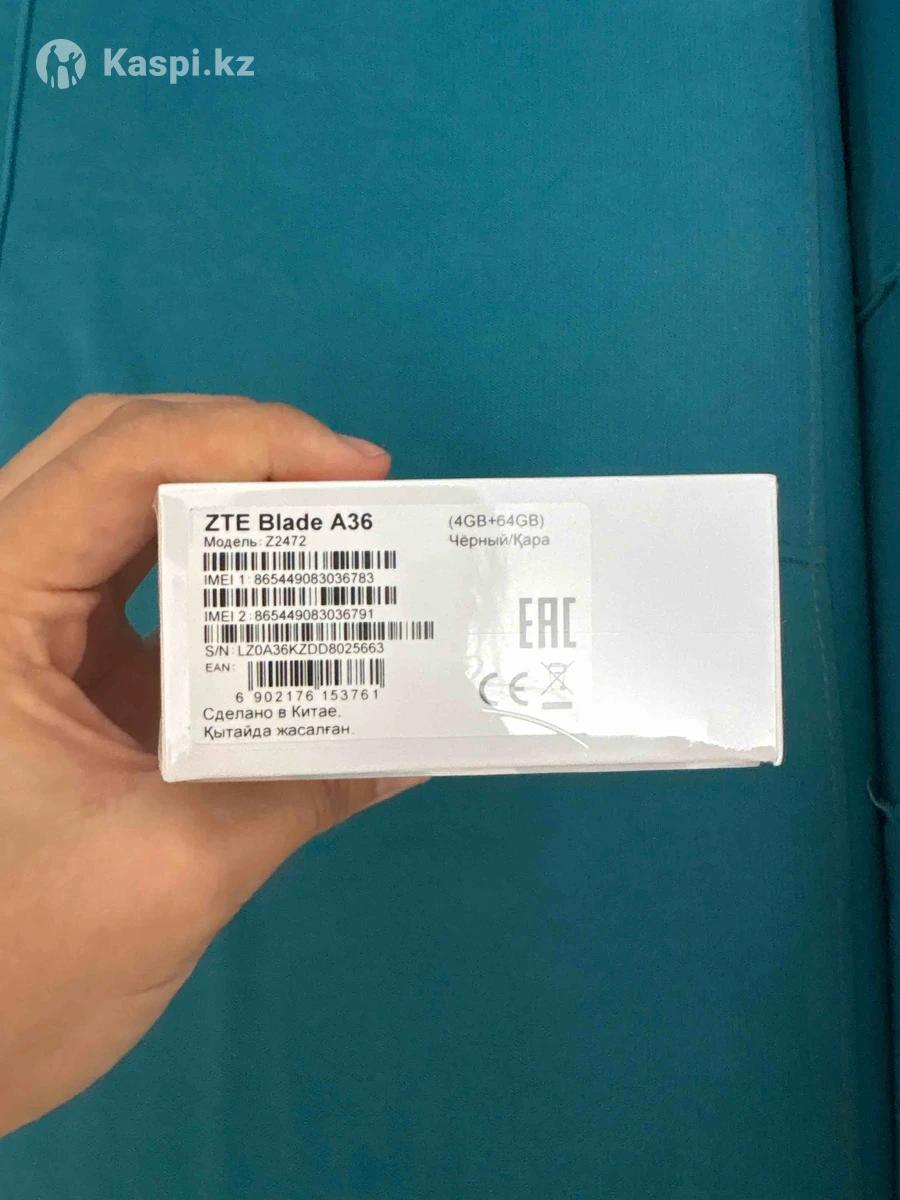 Kaspi.kz
ZTE Blade A36
(4GB+64GB)
Модель: Z2472
Чёрный/Қара
IMEI 1: 865449083036783
IMEI 2: 865449083036791
S/N: LZ0A36KZDD8025663
EAN:
6 902176 153761
EAC
CE
Сделано в Китае.
Қытайда жасалған.